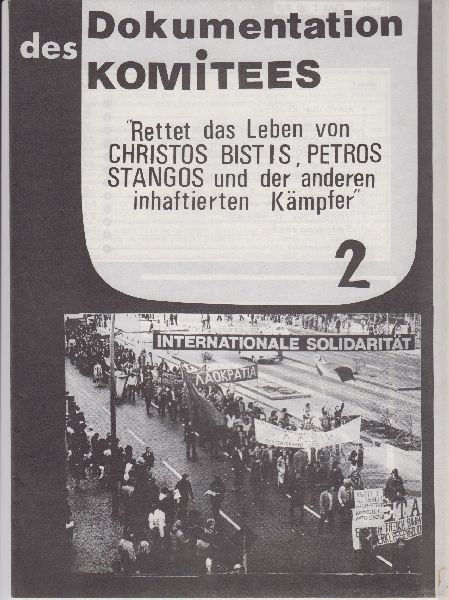 Dokumentation
des
KOMiTEES
"Rettet das Leben von
CHRISTOS BISTIS, PETROS
STANGOS und der anderen
inhaftierten Kämpfer"
2
INTERNATIONALE SOLIDARITÄT
ΛΑΟΚΡΑΤΙΑ
E.T.A